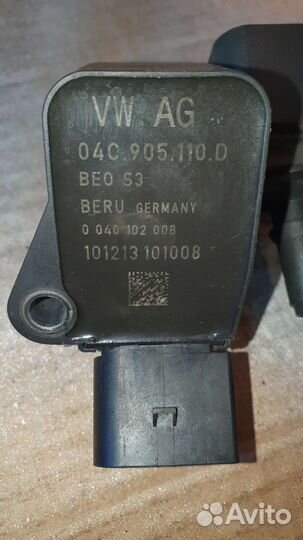 VW AG
04C.905.110.D
BEO S3
BERU GERMANY
0 040 102 008
101213 101008
Avito